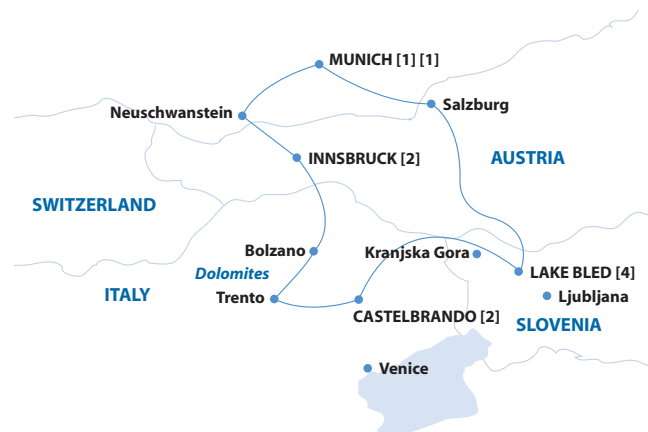 MUNICH [1] [1]
Neuschwanstein
Salzburg
INNSBRUCK [2]
AUSTRIA
SWITZERLAND
Bolzano
Kranjska Gora
Dolomites
LAKE BLED [4]
ITALY
Trento
Ljubljana
CASTELBRANDO [2]
SLOVENIA
Venice